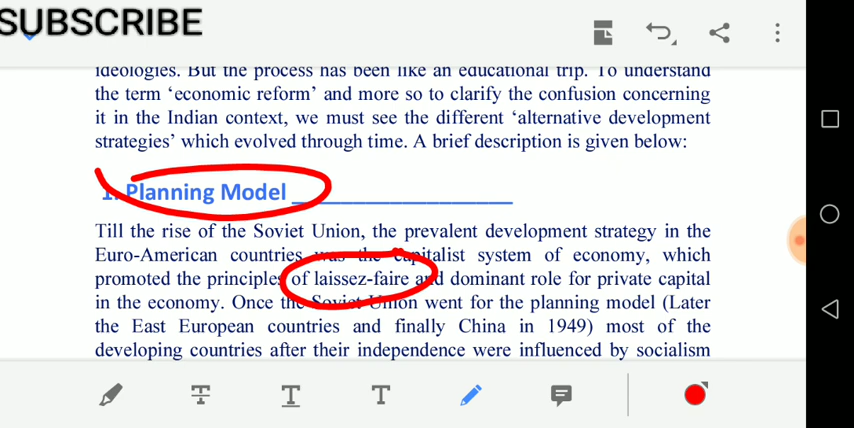 SUBSCRIBE
ideologies. But the process has been like an educational trip. To understand
the term ‘economic reform’ and more so to clarify the confusion concerning
it in the Indian context, we must see the different ‘alternative development
strategies’ which evolved through time. A brief description is given below:
1. Planning Model
Till the rise of the Soviet Union, the prevalent development strategy in the
Euro-American countries was the capitalist system of economy, which
promoted the principles of laissez-faire and dominant role for private capital
in the economy. Once the Soviet Union went for the planning model (Later
the East European countries and finally China in 1949) most of the
developing countries after their independence were influenced by socialism
T T T